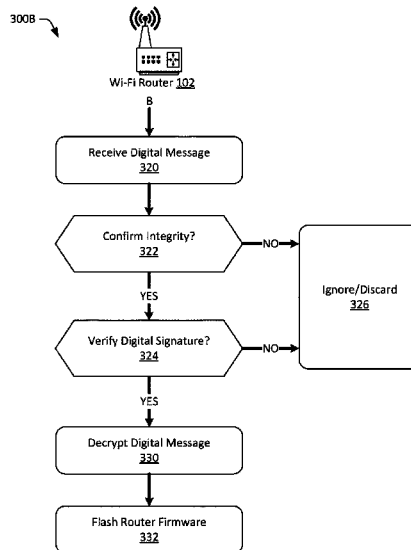 300B
Wi-Fi Router 102
B
Receive Digital Message
320
Confirm Integrity?
322
NO
Ignore/Discard
326
YES
Verify Digital Signature?
324
NO
YES
Decrypt Digital Message
330
Flash Router Firmware
332